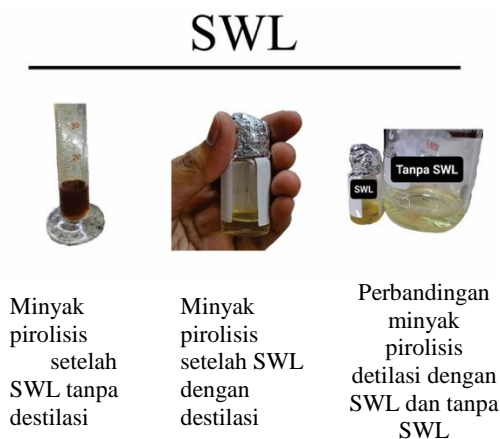 SWL
30
20
SWL
Tanpa SWL
Minyak
pirolisis
setelah
SWL tanpa
destilasi
Minyak
pirolisis
setelah SWL
dengan
destilasi
Perbandingan
minyak
pirolisis
detilasi dengan
SWL dan tanpa
SWL